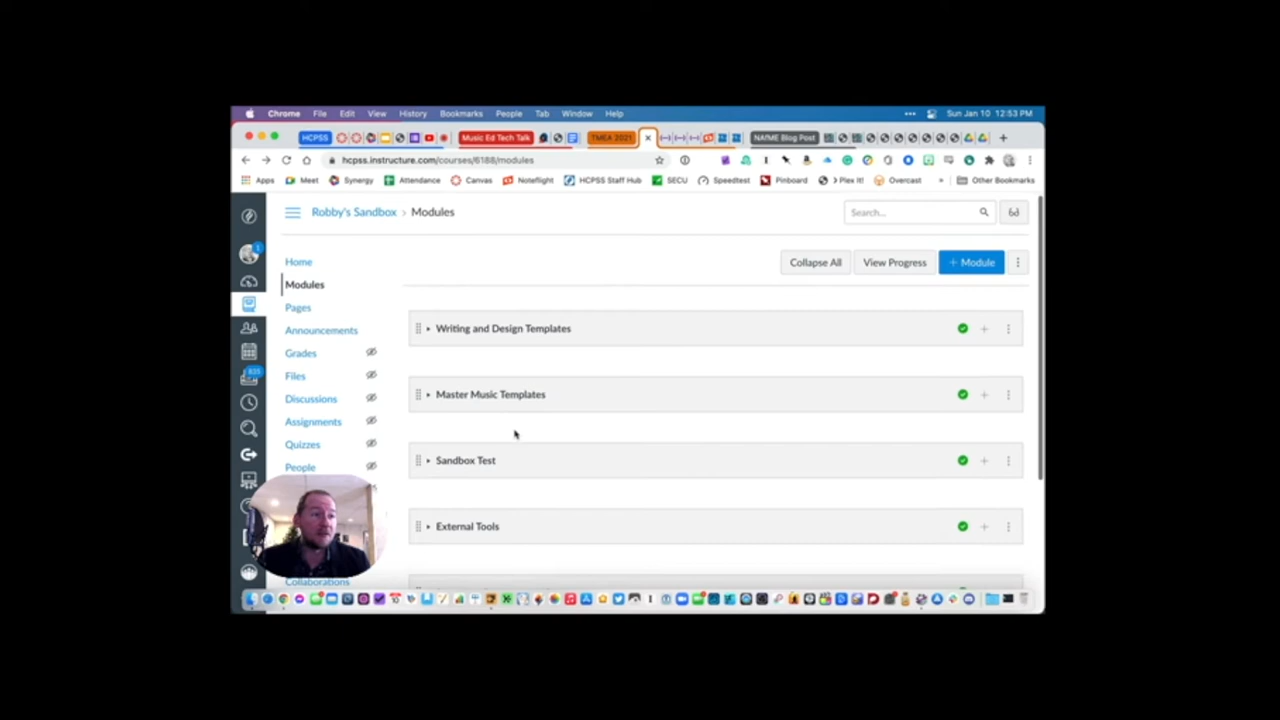 Chrome File Edit View History Bookmarks People Tab Window Help Sun Jan 10 12:53 PM
HCPSS Music Ed Tech Talk TMEA 2021 NAfME Blog Post
hcpss.instructure.com/courses/6188/modules
Apps Meet Synergy Attendance Canvas Noteflight HCPSS Staff Hub SECU Speedtest Pinboard > Plex It! Overcast » Other Bookmarks
Robby's Sandbox > Modules Search...
Collapse All View Progress + Module
Home
Modules
Pages
Announcements
Grades
Files
Discussions
Assignments
Quizzes
People
Collaborations
Writing and Design Templates
Master Music Templates
Sandbox Test
External Tools